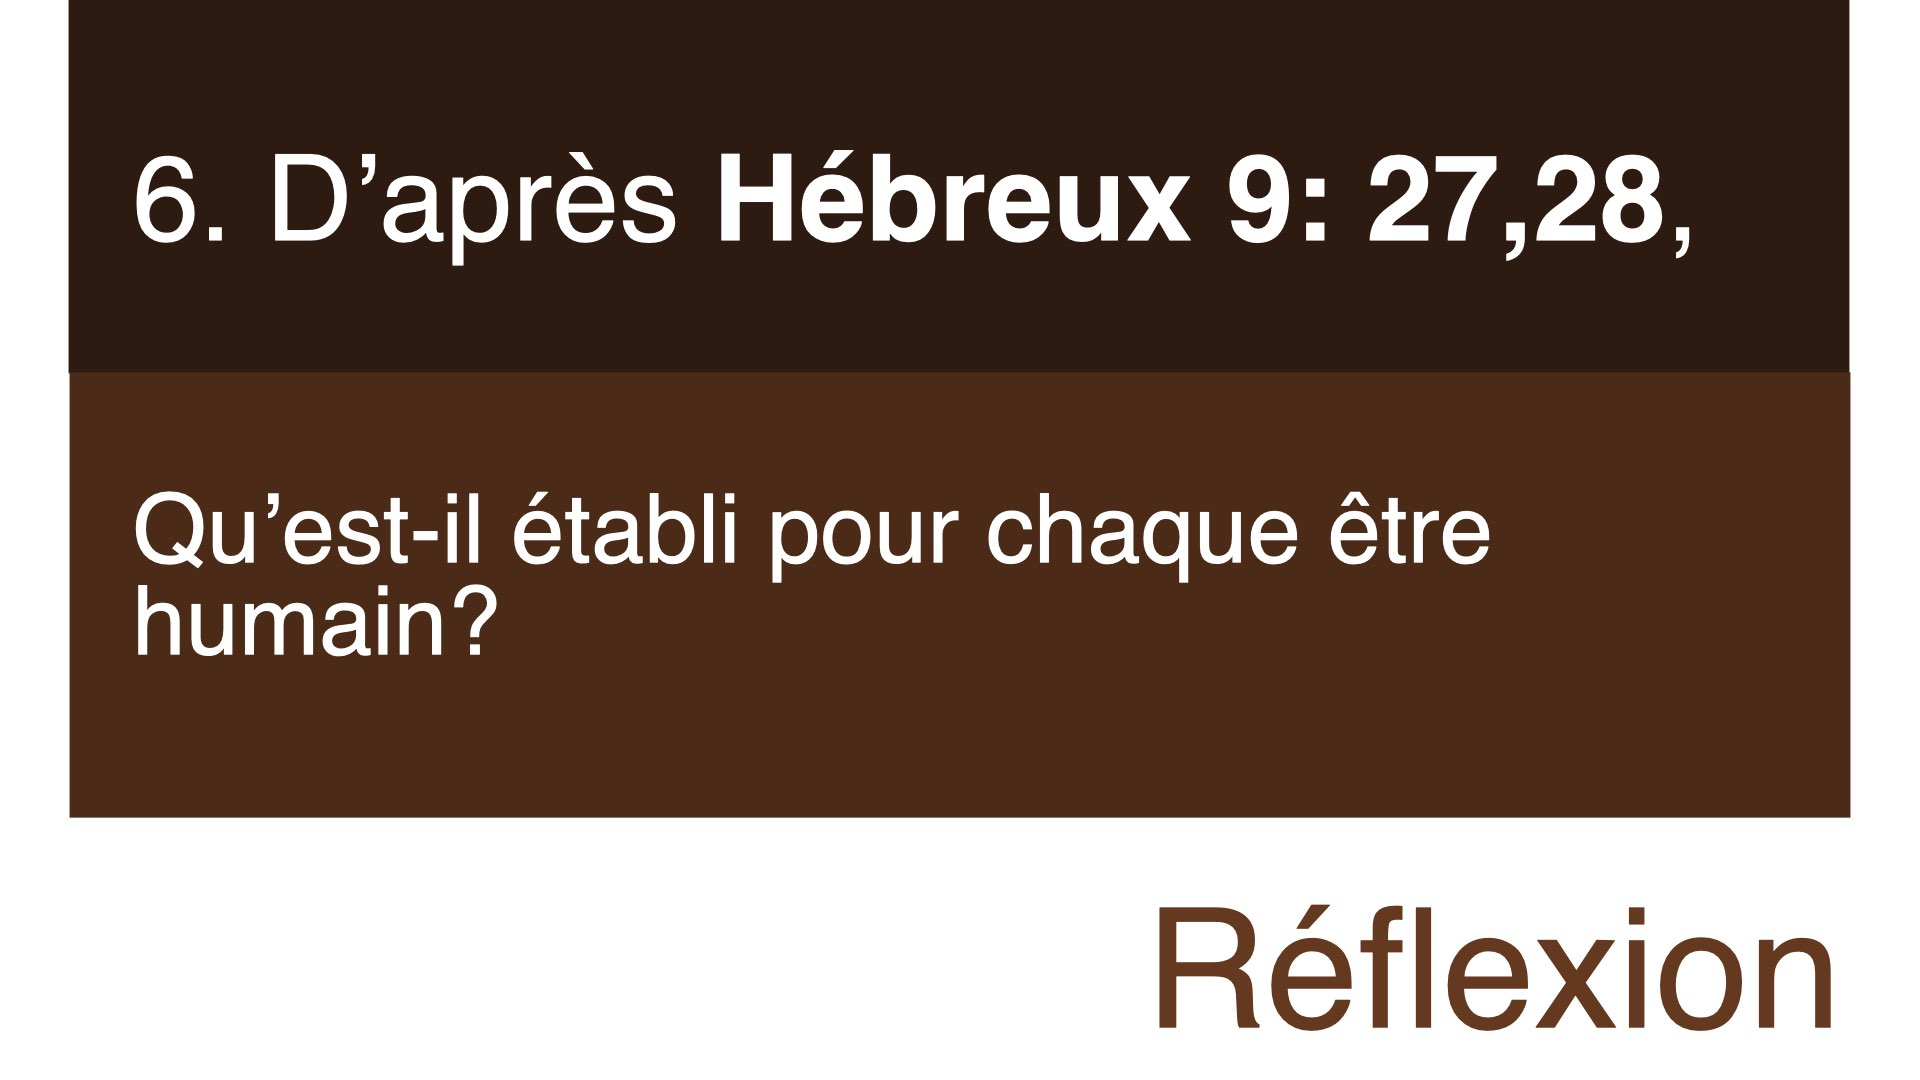 6. D’après Hébreux 9: 27,28,
Qu’est-il établi pour chaque être
humain?
Réflexion